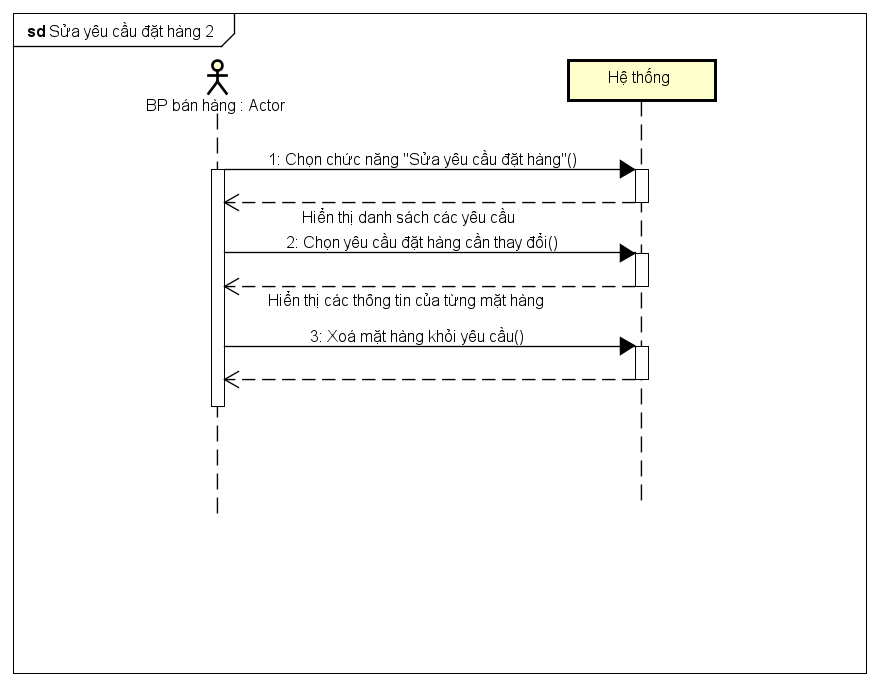 sd Sửa yêu cầu đặt hàng 2
BP bán hàng : Actor
Hệ thống
1: Chọn chức năng "Sửa yêu cầu đặt hàng"()
Hiển thị danh sách các yêu cầu
2: Chọn yêu cầu đặt hàng cần thay đổi()
Hiển thị các thông tin của từng mặt hàng
3: Xoá mặt hàng khỏi yêu cầu()